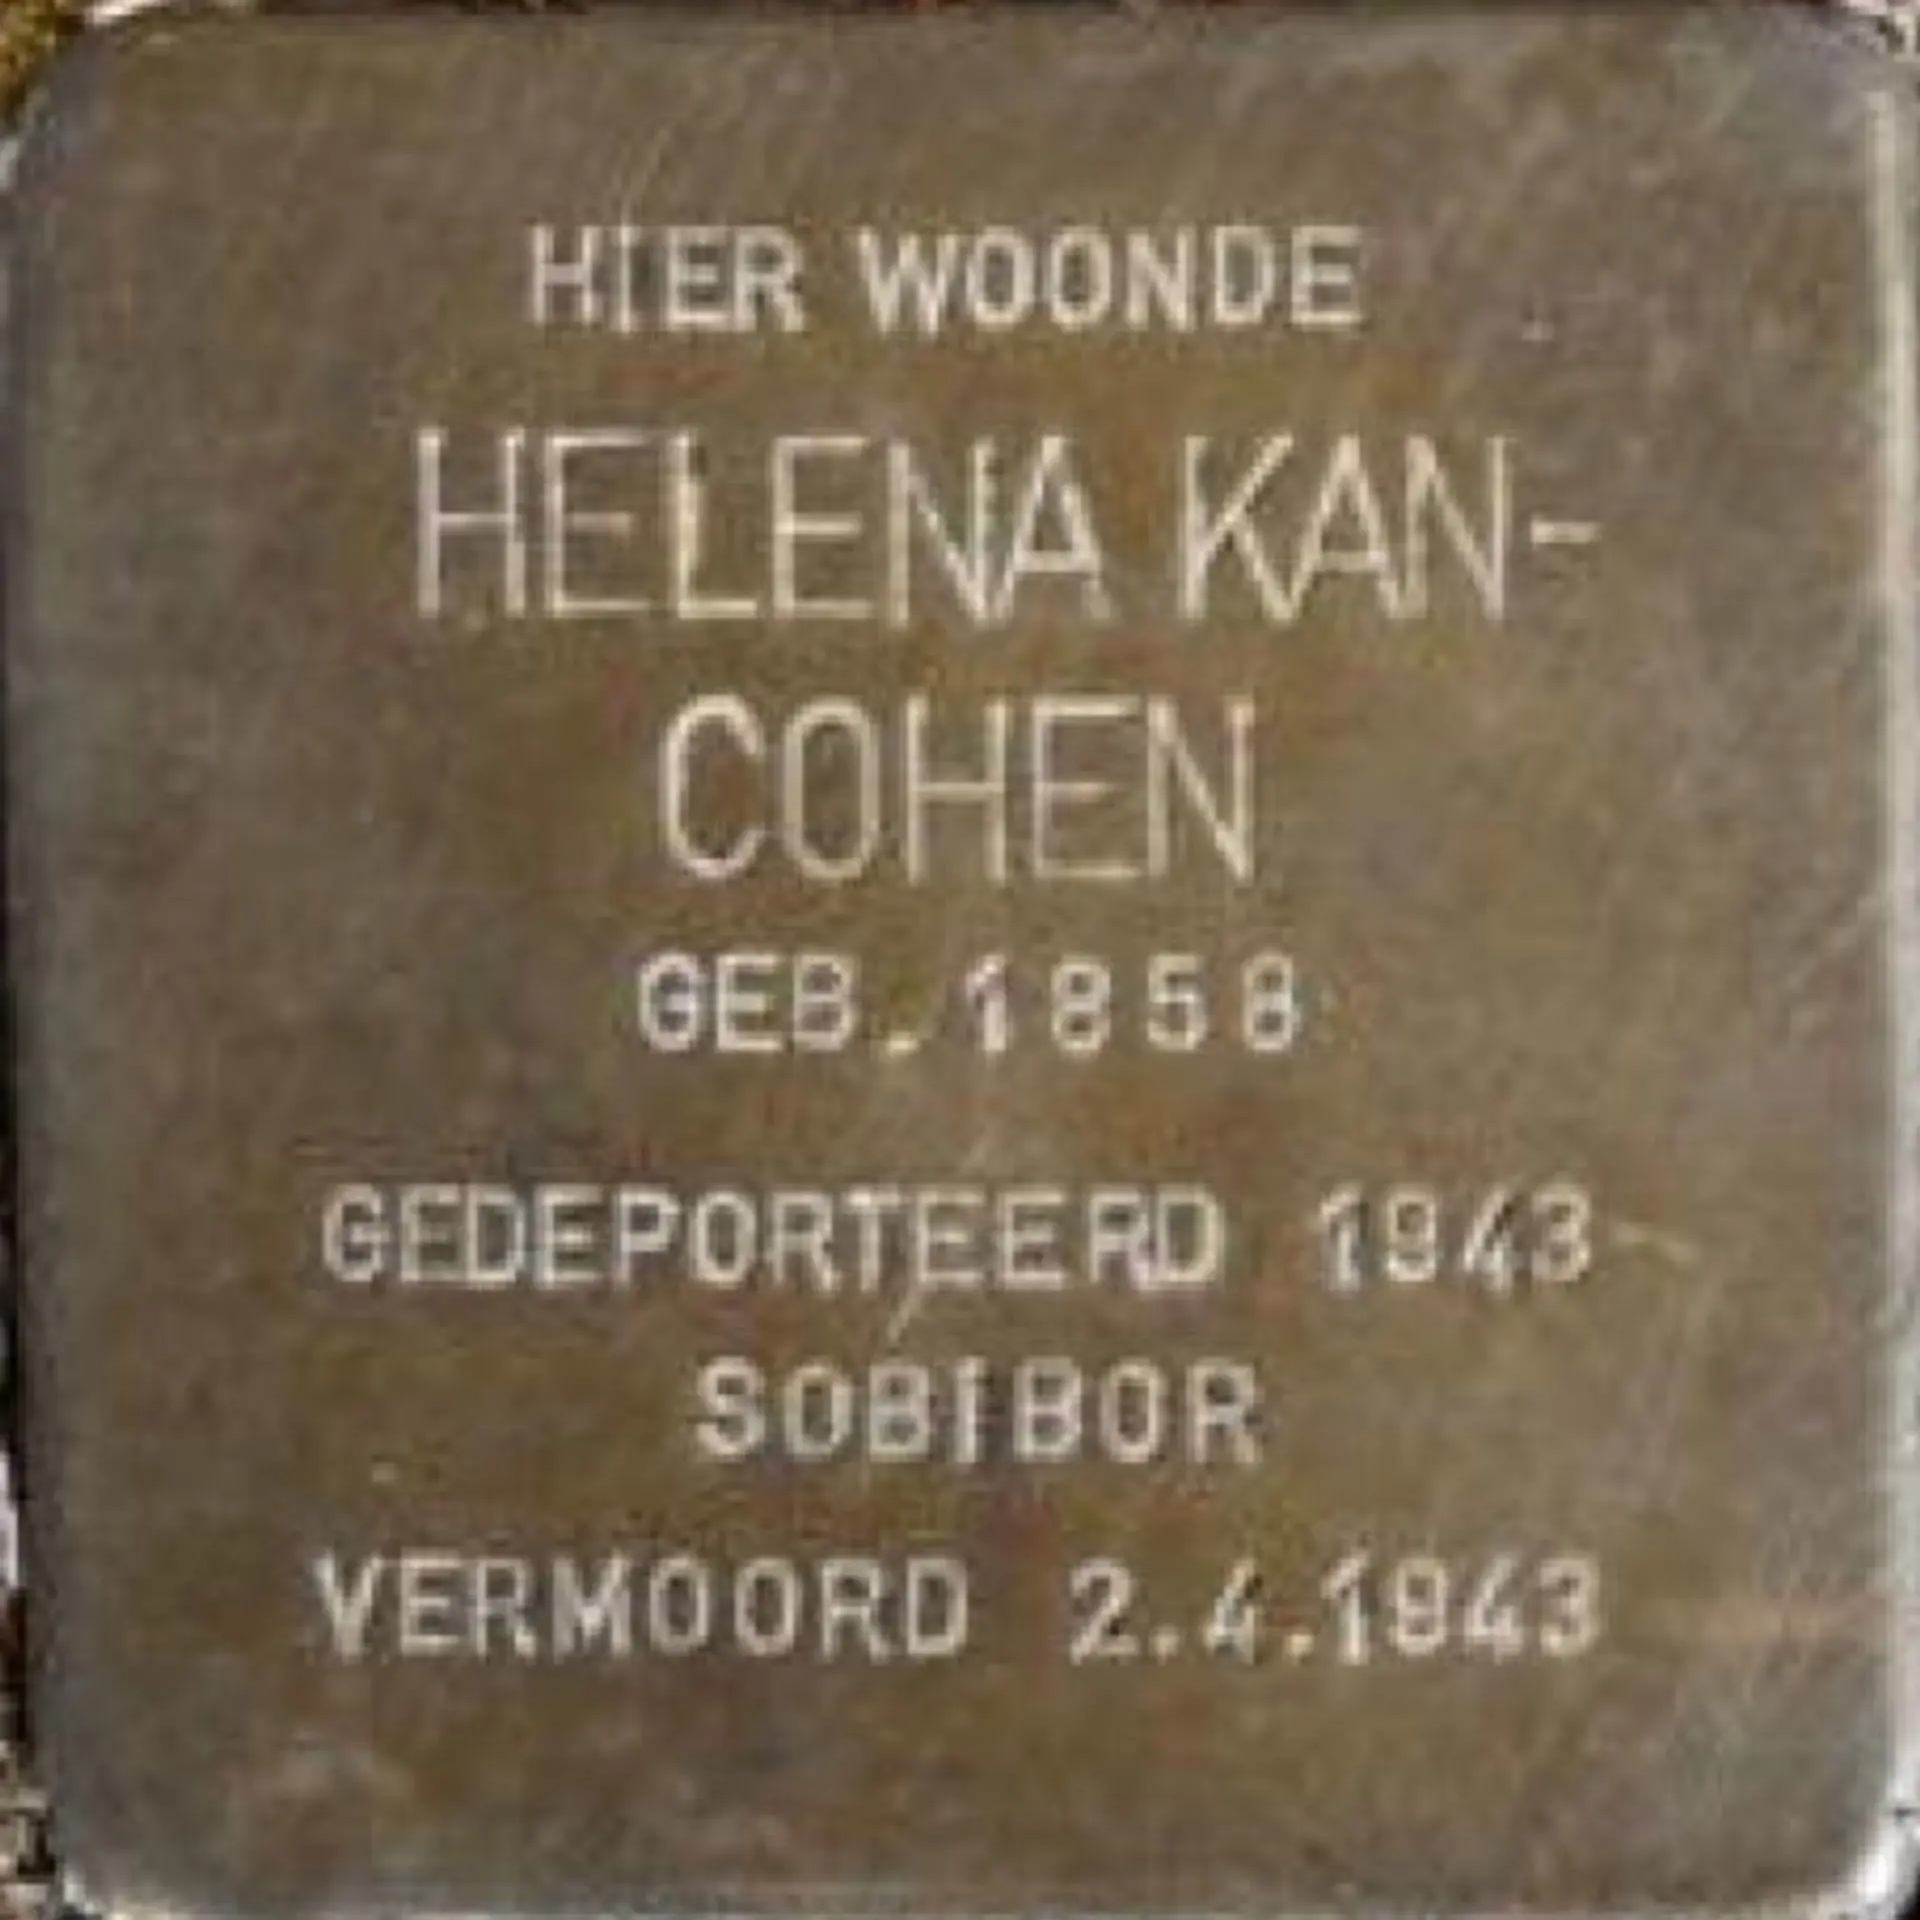 HIER WOONDE
HELENA KAN-
COHEN
GEB. 1858
GEDEPORTEERD 1943
SOBIBOR
VERMOORD 2.4.1943